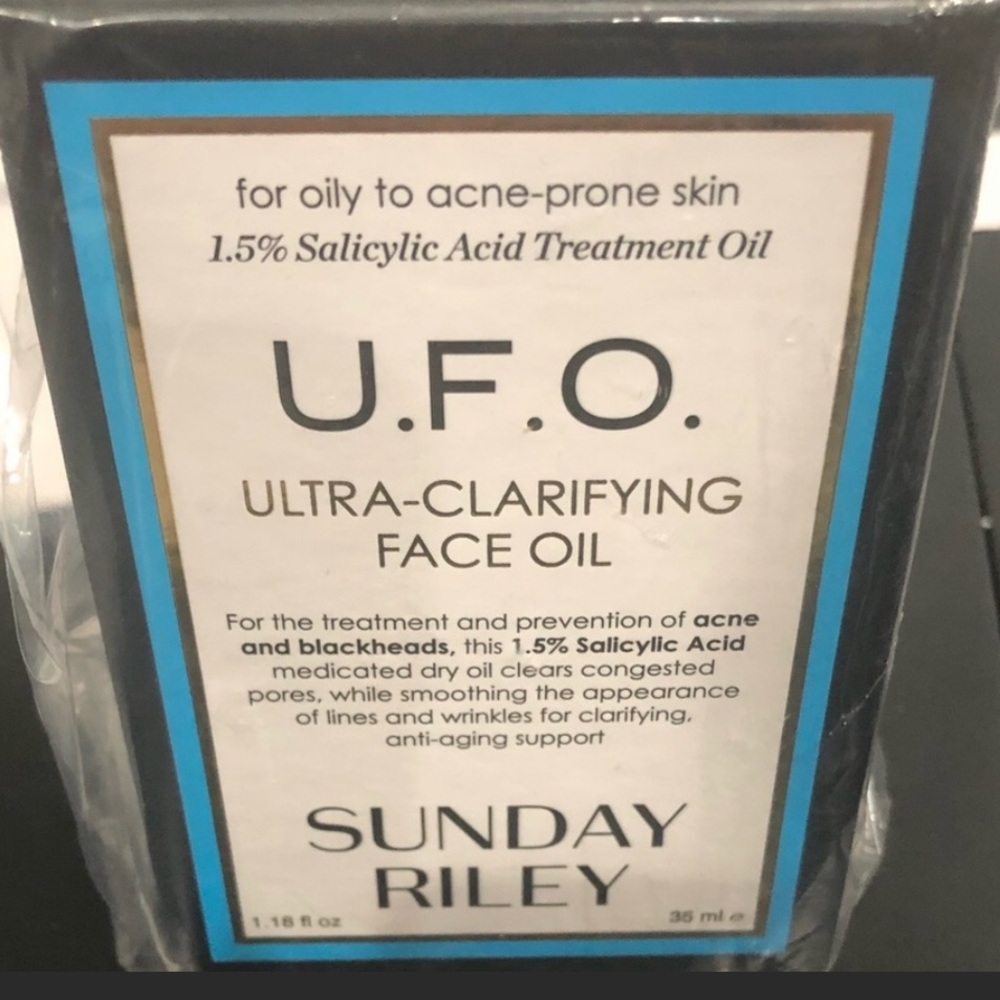 for oily to acne-prone skin
1.5% Salicylic Acid Treatment Oil
U.F.O.
ULTRA-CLARIFYING
FACE OIL
For the treatment and prevention of acne
and blackheads, this 1.5% Salicylic Acid
medicated dry oil clears congested
pores, while smoothing the appearance
of lines and wrinkles for clarifying,
anti-aging support
SUNDAY
RILEY
1.18 fl oz 35 ml ℮